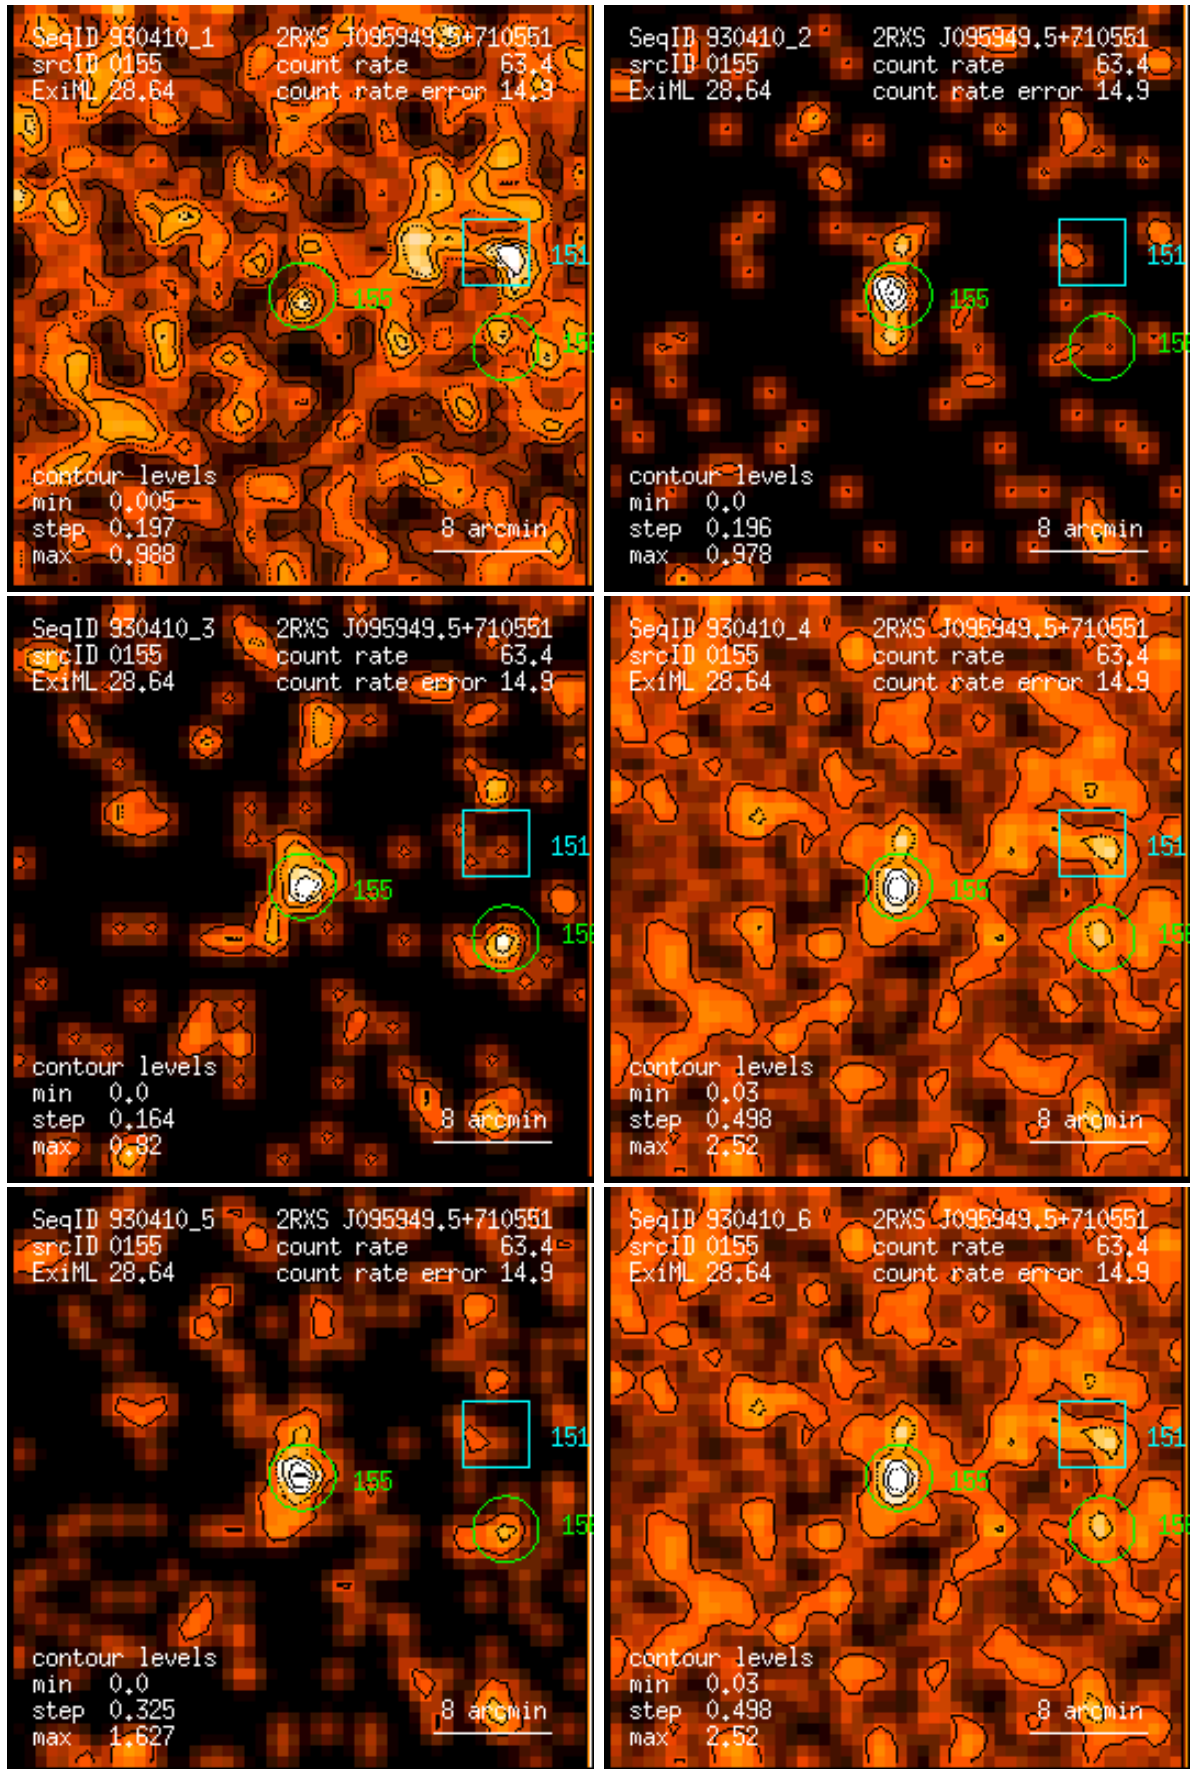 SeqID 930410_1 2RXS J095949.5+710551
srcID 0155 count rate 63.4
ExiML 28.64 count rate error 14.9
151
155
contour levels
min 0.005
step 0.197 8 arcmin
max 0.988
SeqID 930410_2 2RXS J095949.5+710551
srcID 0155 count rate 63.4
ExiML 28.64 count rate error 14.9
151
155
contour levels
min 0.0
step 0.196 8 arcmin
max 0.978
SeqID 930410_3 2RXS J095949.5+710551
srcID 0155 count rate 63.4
ExiML 28.64 count rate error 14.9
151
155
contour levels
min 0.0
step 0.164 8 arcmin
max 0.82
SeqID 930410_4 2RXS J095949.5+710551
srcID 0155 count rate 63.4
ExiML 28.64 count rate error 14.9
151
155
contour levels
min 0.03
step 0.498 8 arcmin
max 2.52
SeqID 930410_5 2RXS J095949.5+710551
srcID 0155 count rate 63.4
ExiML 28.64 count rate error 14.9
151
155
contour levels
min 0.0
step 0.325 8 arcmin
max 1.627
SeqID 930410_6 2RXS J095949.5+710551
srcID 0155 count rate 63.4
ExiML 28.64 count rate error 14.9
151
155
contour levels
min 0.03
step 0.498 8 arcmin
max 2.52